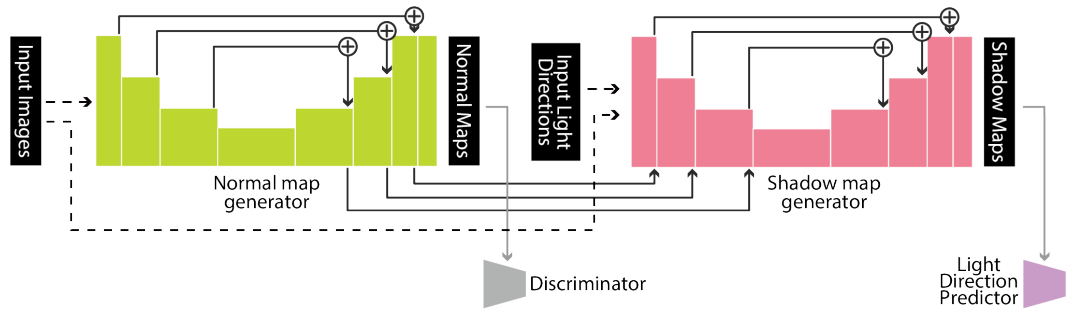 Input Images
Normal Maps
Input Light
Directions
Shadow Maps
Normal map
generator
Shadow map
generator
Discriminator
Light
Direction
Predictor